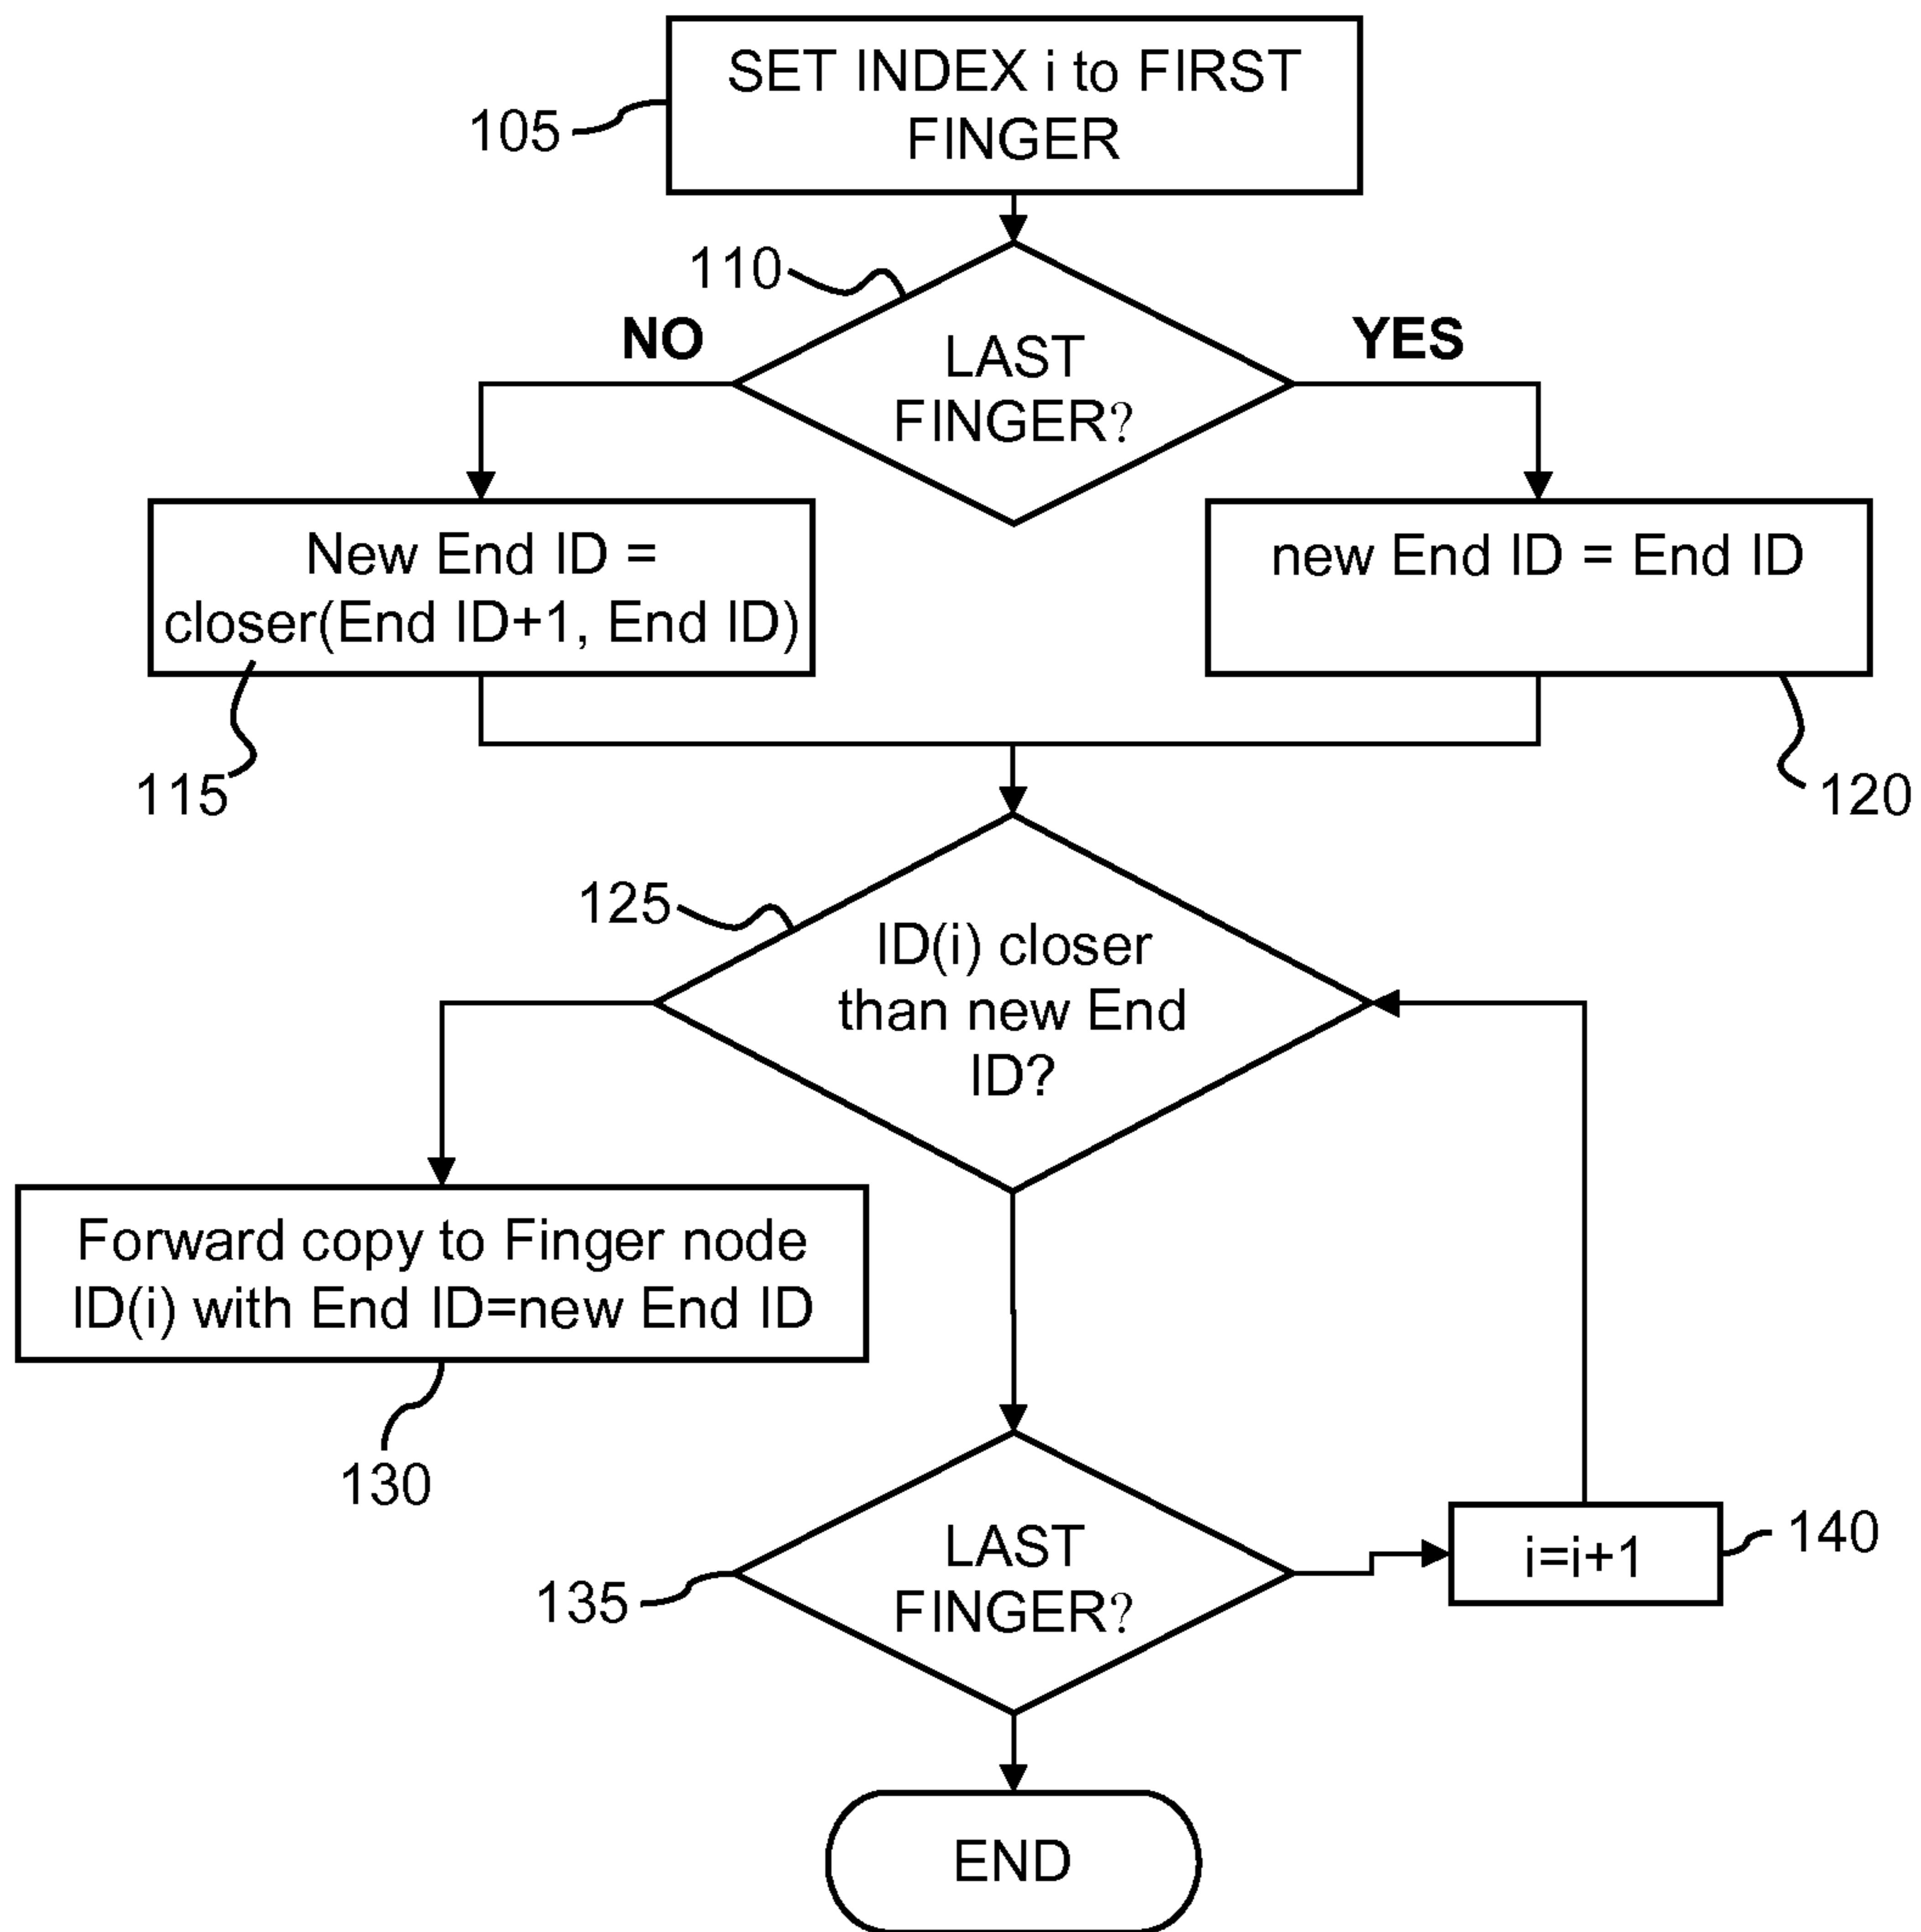 SET INDEX i to FIRST
FINGER
105
110
NO
YES
LAST
FINGER?
New End ID =
closer(End ID+1, End ID)
new End ID = End ID
115
120
125
ID(i) closer
than new End
ID?
Forward copy to Finger node
ID(i) with End ID=new End ID
130
LAST
FINGER?
135
i=i+1
140
END